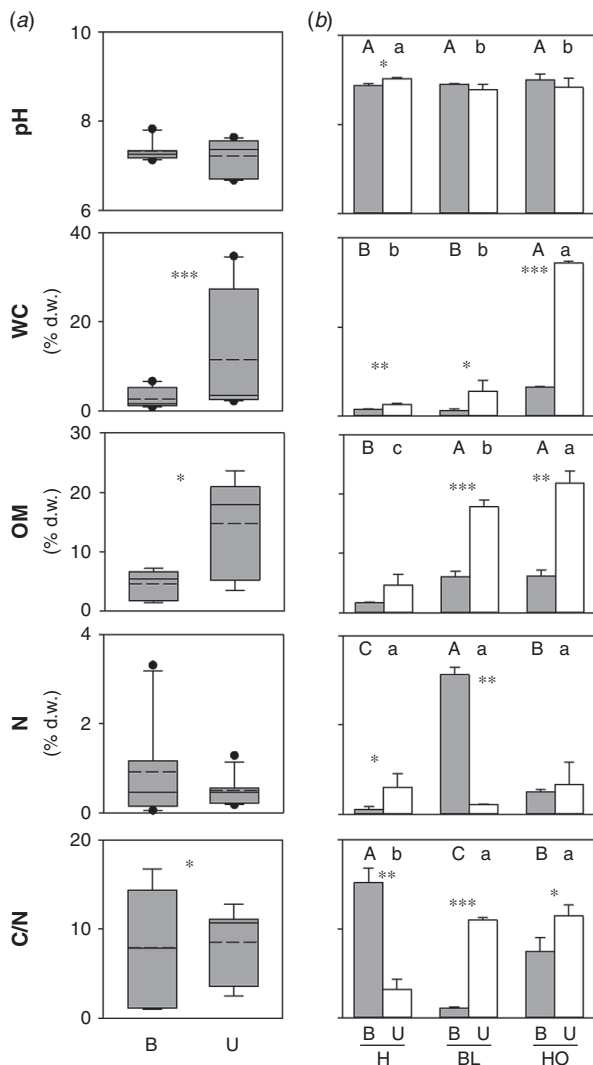 (a) (b)
10
8
6
pH
A a A b A b
*
40
20
0
WC
(% d.w.)
***
B b B b A a
** * ***
30
20
10
0
OM
(% d.w.)
*
B c A b A a
*** **
4
2
0
N
(% d.w.)
C a A a B a
* **
20
10
0
C/N
*
A b C a B a
** *** *
B U
B U B U B U
H BL HO